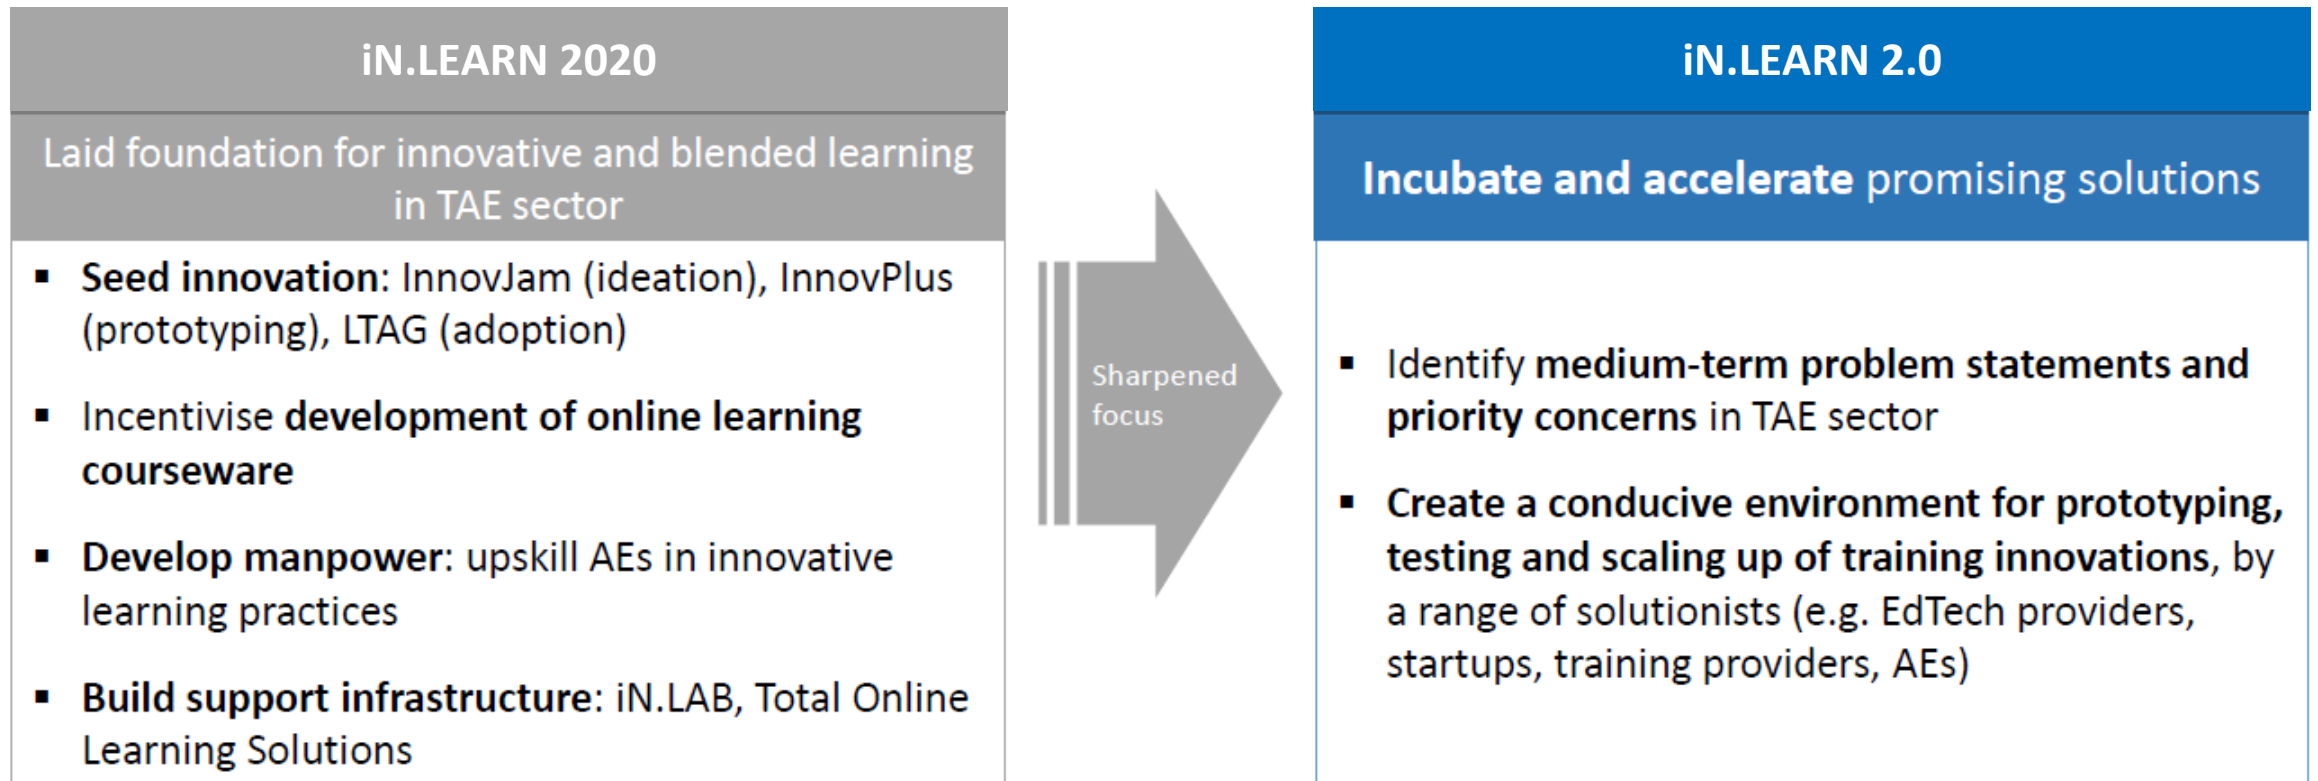 iN.LEARN 2020
Laid foundation for innovative and blended learning
in TAE sector
▪ Seed innovation: InnovJam (ideation), InnovPlus
(prototyping), LTAG (adoption)
▪ Incentivise development of online learning
courseware
▪ Develop manpower: upskill AEs in innovative
learning practices
▪ Build support infrastructure: iN.LAB, Total Online
Learning Solutions
Sharpened
focus
iN.LEARN 2.0
Incubate and accelerate promising solutions
▪ Identify medium-term problem statements and
priority concerns in TAE sector
▪ Create a conducive environment for prototyping,
testing and scaling up of training innovations, by
a range of solutionists (e.g. EdTech providers,
startups, training providers, AEs)